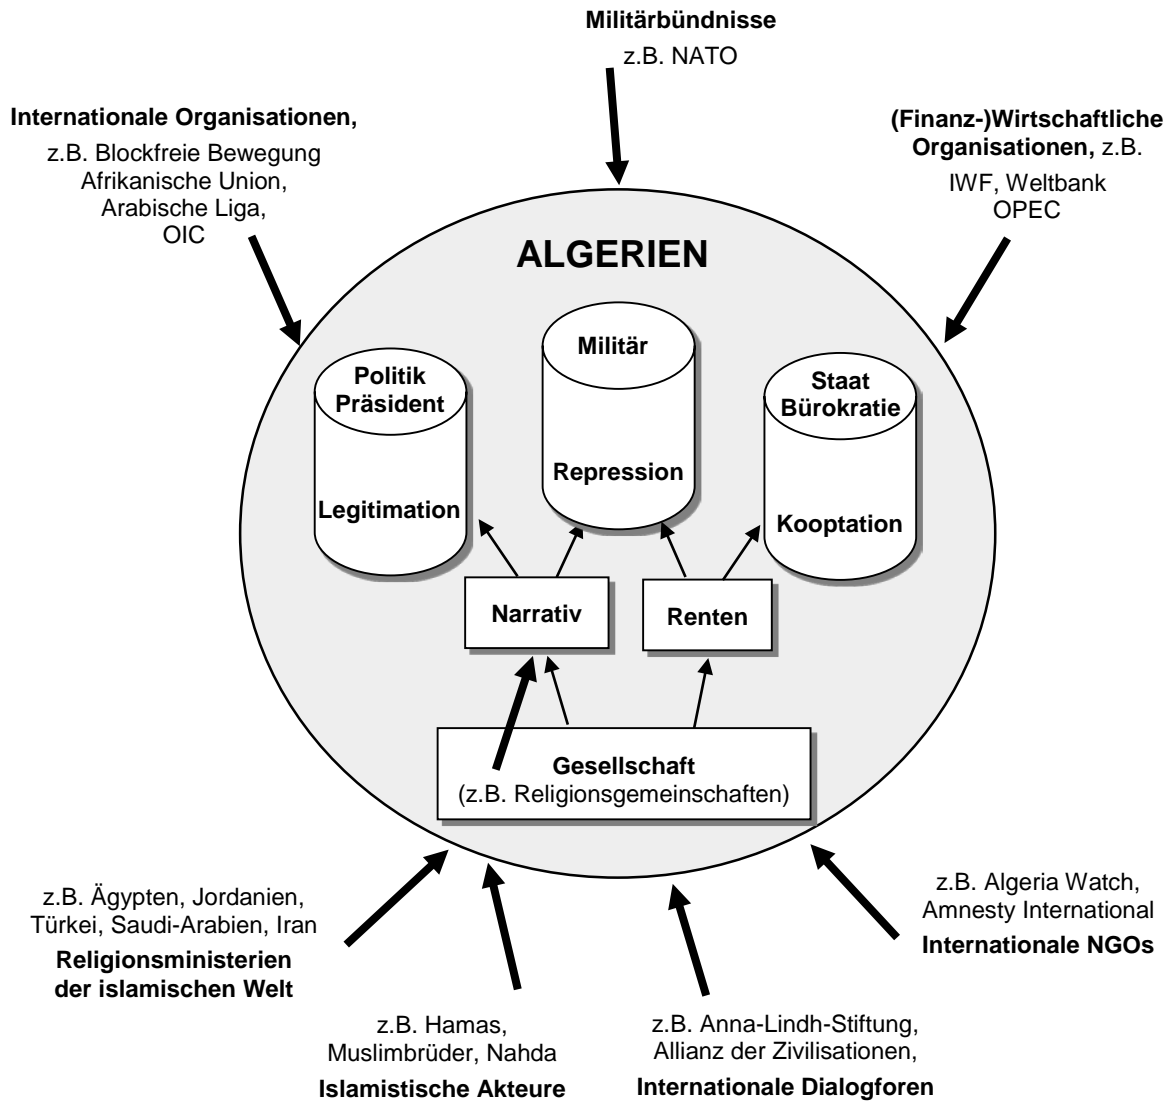 Militärbündnisse
z.B. NATO
Internationale Organisationen,
z.B. Blockfreie Bewegung
Afrikanische Union,
Arabische Liga,
OIC
(Finanz-)Wirtschaftliche
Organisationen, z.B.
IWF, Weltbank
OPEC
ALGERIEN
Politik
Präsident
Legitimation
Militär
Repression
Staat
Bürokratie
Kooptation
Narrativ
Renten
Gesellschaft
(z.B. Religionsgemeinschaften)
z.B. Ägypten, Jordanien,
Türkei, Saudi-Arabien, Iran
Religionsministerien
der islamischen Welt
z.B. Hamas,
Muslimbrüder, Nahda
Islamistische Akteure
z.B. Anna-Lindh-Stiftung,
Allianz der Zivilisationen,
Internationale Dialogforen
z.B. Algeria Watch,
Amnesty International
Internationale NGOs